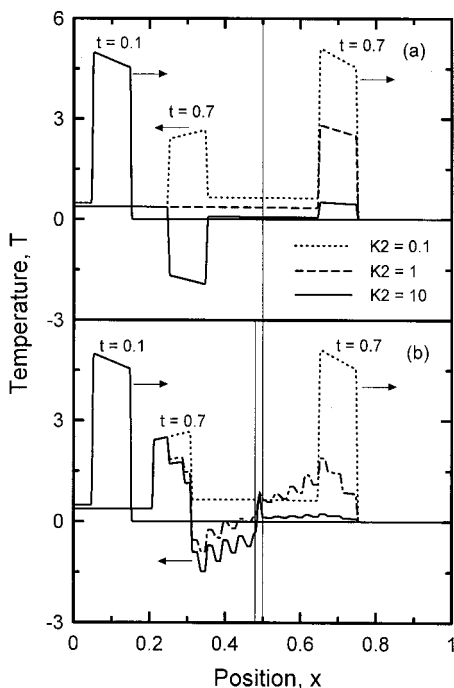 6
t = 0.1
t = 0.7
(a)
t = 0.7
3
0
K2 = 0.1
K2 = 1
K2 = 10
-3
Temperature, T
t = 0.1
t = 0.7
(b)
3
t = 0.7
0
-3
0 0.2 0.4 0.6 0.8 1
Position, x